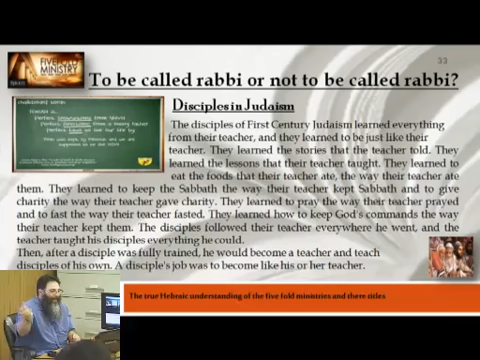 33
FIVEFOLD
MINISTRY
To be called rabbi or not to be called rabbi?
Disciples in Judaism
The disciples of First Century Judaism learned everything
from their teacher, and they learned to be just like their
teacher. They learned the stories that the teacher told. They
learned the lessons that their teacher taught. They learned to
eat the foods that their teacher ate, the way their teacher ate
them. They learned to keep the Sabbath the way their teacher kept Sabbath and to give
charity the way their teacher gave charity. They learned to pray the way their teacher prayed
and to fast the way their teacher fasted. They learned how to keep God's commands the way
their teacher kept them. The disciples followed their teacher everywhere he went, and the
teacher taught his disciples everything he could.
Then, after a disciple was fully trained, he would become a teacher and teach
disciples of his own. A disciple's job was to become like his or her teacher.
The true Hebraic understanding of the five fold ministries and there titles